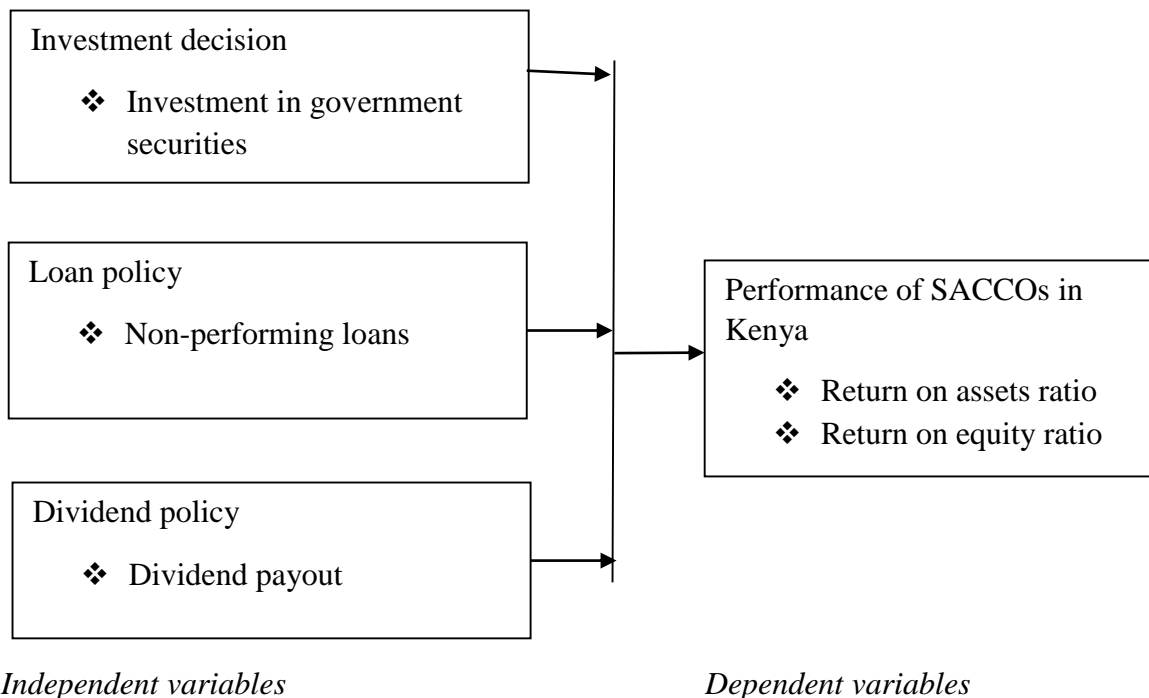 Investment decision
❖ Investment in government
securities
Loan policy
❖ Non-performing loans
Performance of SACCOs in
Kenya
❖ Return on assets ratio
❖ Return on equity ratio
Dividend policy
❖ Dividend payout
Independent variables
Dependent variables